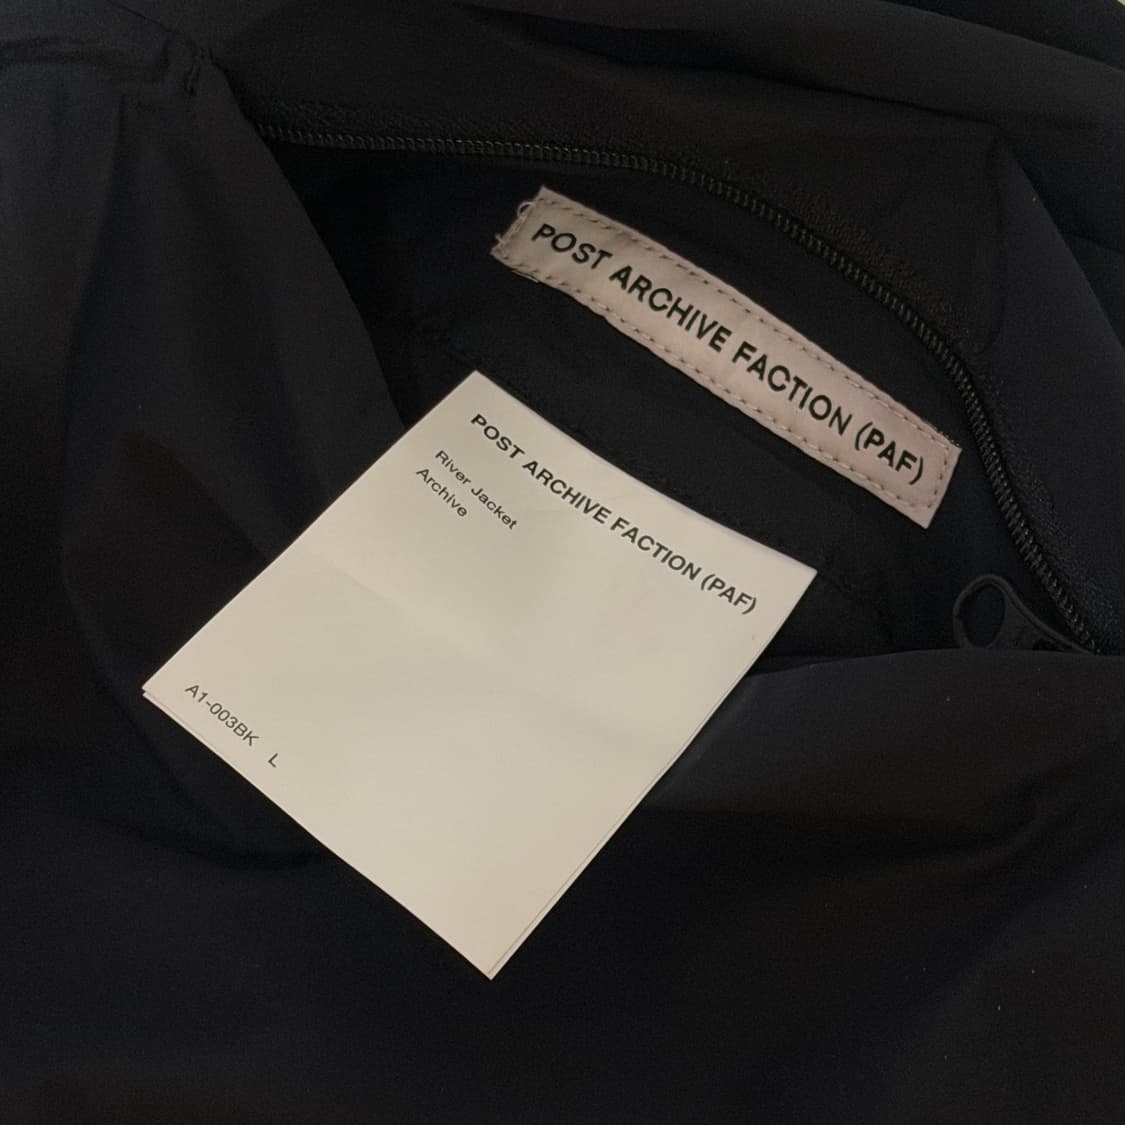 POST ARCHIVE FACTION (PAF)
POST ARCHIVE FACTION (PAF)
River Jacket
Archive
A1-003BK L